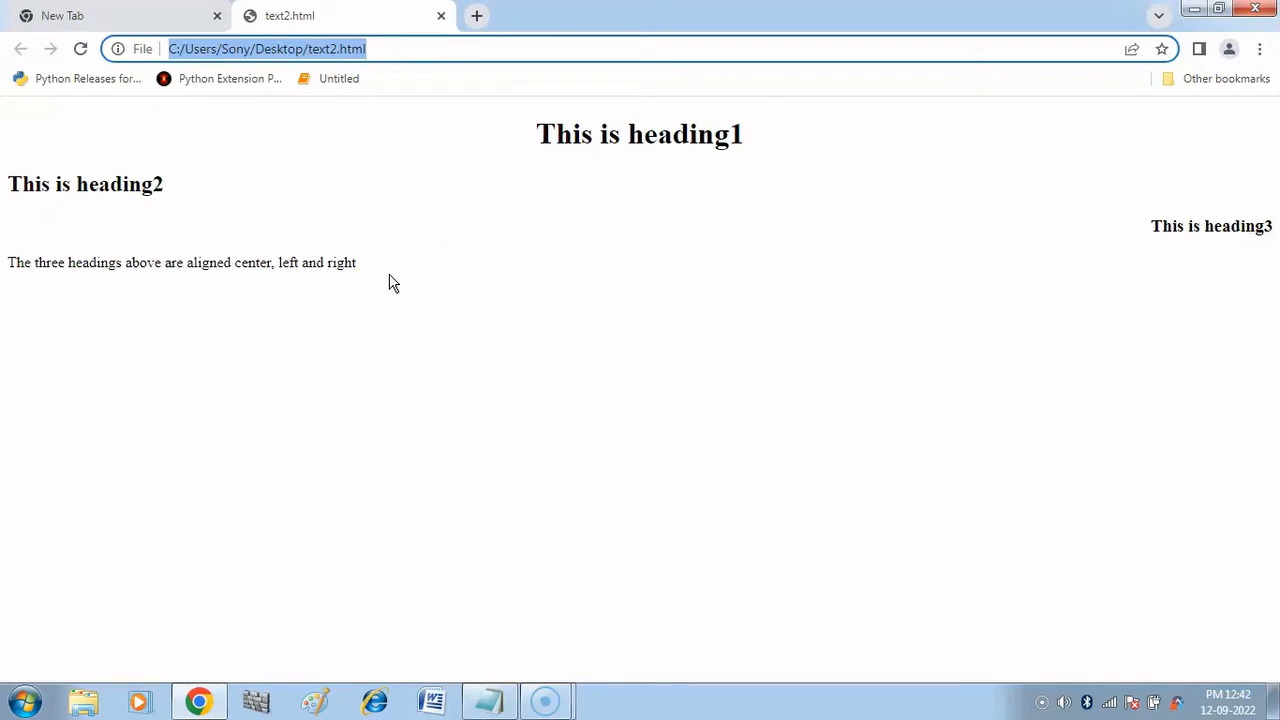 New Tab
text2.html
File
C:/Users/Sony/Desktop/text2.html
Python Releases for...
Python Extension P...
Untitled
Other bookmarks
This is heading1
This is heading2
This is heading3
The three headings above are aligned center, left and right
PM 12:42
12-09-2022